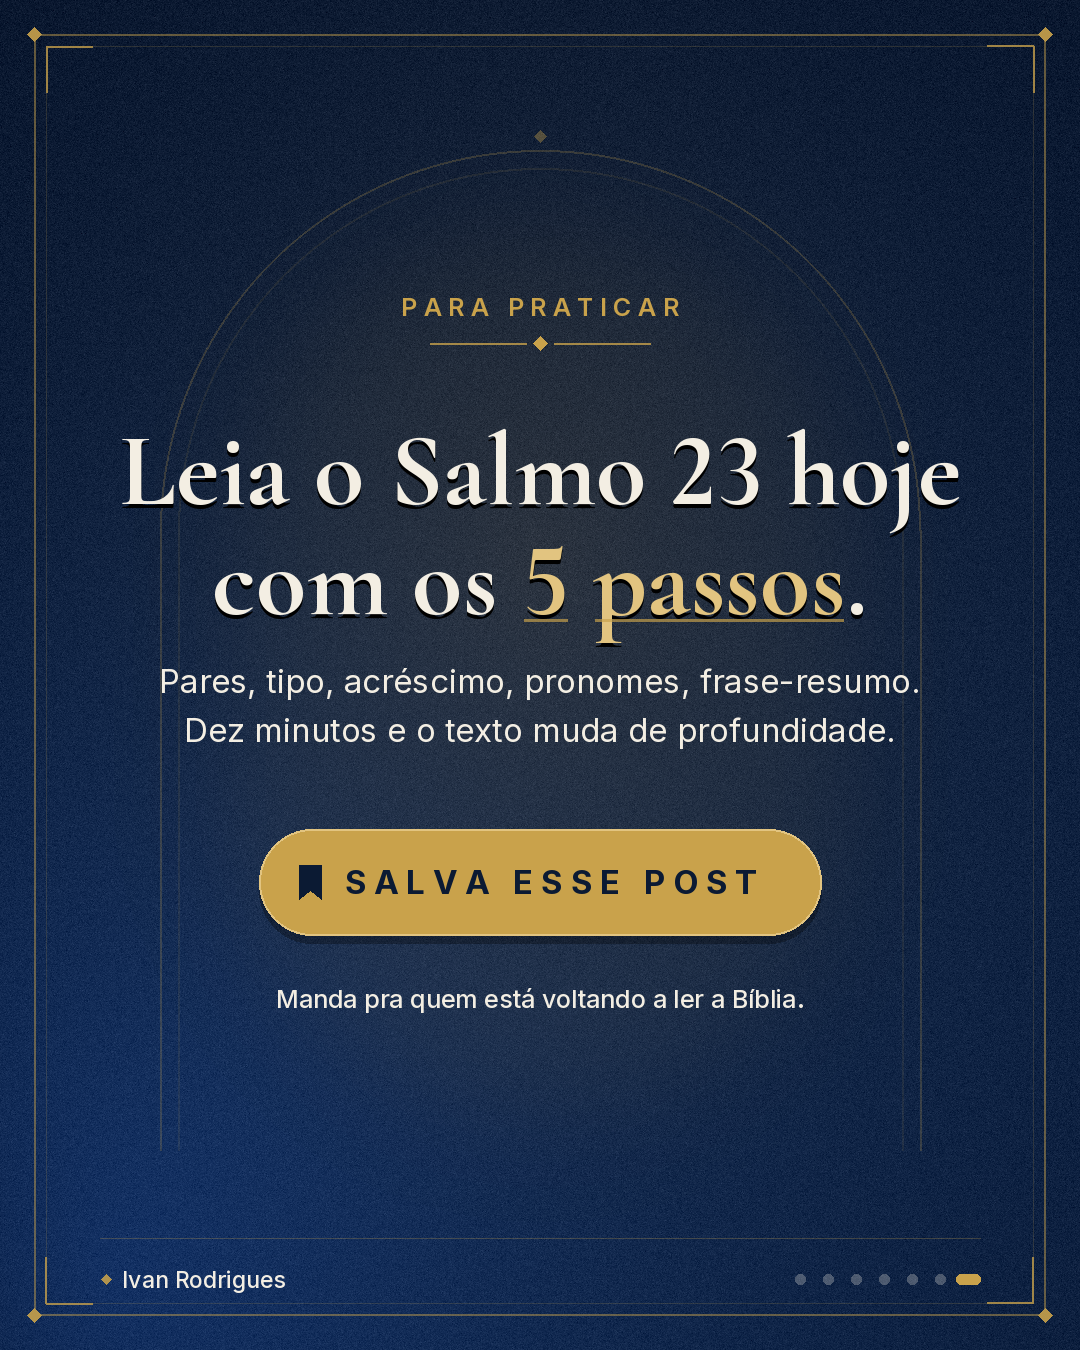 PARA PRATICAR
Leia o Salmo 23 hoje
com os 5 passos.
Pares, tipo, acréscimo, pronomes, frase-resumo.
Dez minutos e o texto muda de profundidade.
SALVA ESSE POST
Manda pra quem está voltando a ler a Bíblia.
Ivan Rodrigues